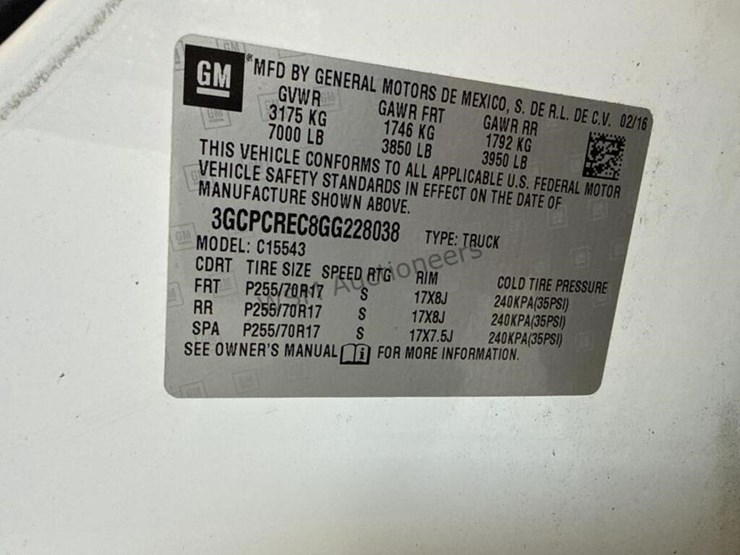 GM
*MFD BY GENERAL MOTORS DE MEXICO, S. DE R.L. DE C.V. 02/16
GVWR GAWR FRT GAWR RR
3175 KG 1746 KG 1792 KG
7000 LB 3850 LB 3950 LB
THIS VEHICLE CONFORMS TO ALL APPLICABLE U.S. FEDERAL MOTOR
VEHICLE SAFETY STANDARDS IN EFFECT ON THE DATE OF
MANUFACTURE SHOWN ABOVE.
3GCPCREC8GG228038 TYPE: TRUCK
MODEL: C15543
CDRT TIRE SIZE SPEED RTG RIM COLD TIRE PRESSURE
FRT P255/70R17 S 17X8J 240KPA(35PSI)
RR P255/70R17 S 17X8J 240KPA(35PSI)
SPA P255/70R17 S 17X7.5J 240KPA(35PSI)
SEE OWNER'S MANUAL i FOR MORE INFORMATION.
Auctioneers